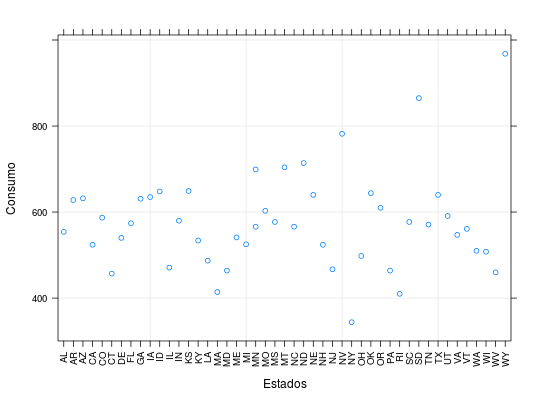 Consumo
800
600
400
AL AR AZ CA CO CT DE FL GA IA ID IL IN KS KY LA MA MD ME MI MN MO MS MT NC ND NE NH NJ NV NY OH OK OR PA RI SC SD TN TX UT VA VT WA WI WV WY
Estados